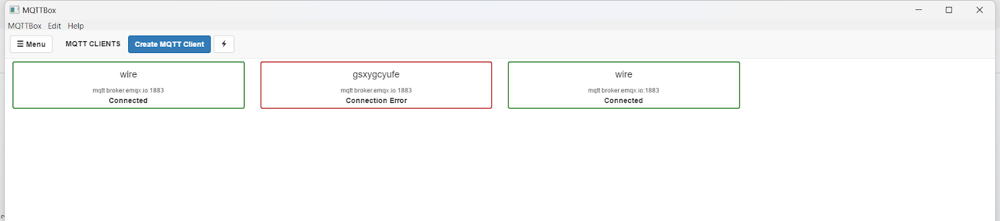 MQTTBox
MQTTBox Edit Help
☰ Menu MQTT CLIENTS Create MQTT Client
wire
mqtt broker.emqx.io:1883
Connected
gsxygcyufe
mqtt broker.emqx.io.1883
Connection Error
wire
mqtt broker.emqx.io:1883
Connected